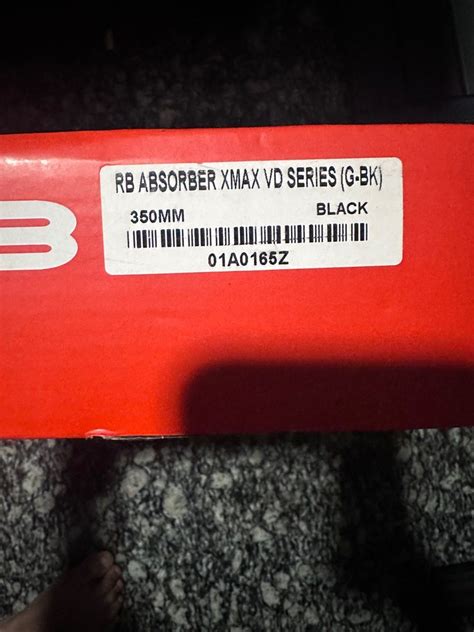 RB ABSORBER XMAX VD SERIES (G-BK)
350MM BLACK
01A0165Z
B